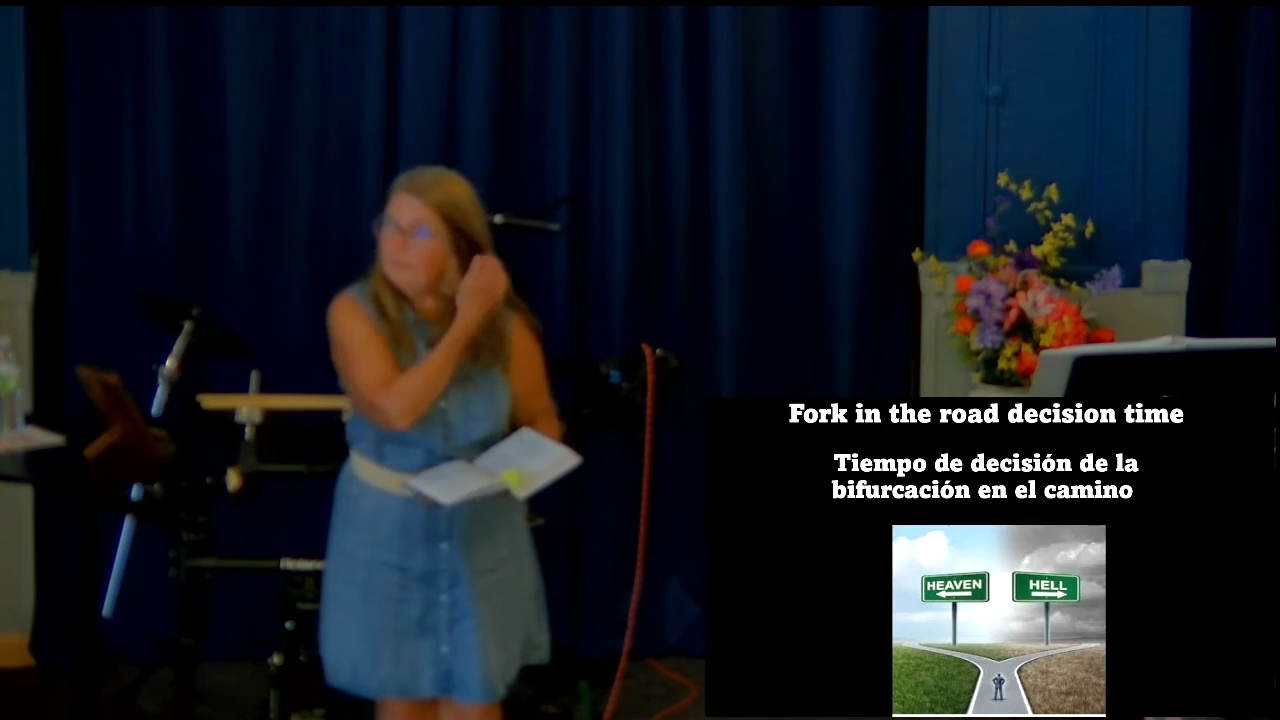 Fork in the road decision time
Tiempo de decisión de la
bifurcación en el camino
HEAVEN
HELL